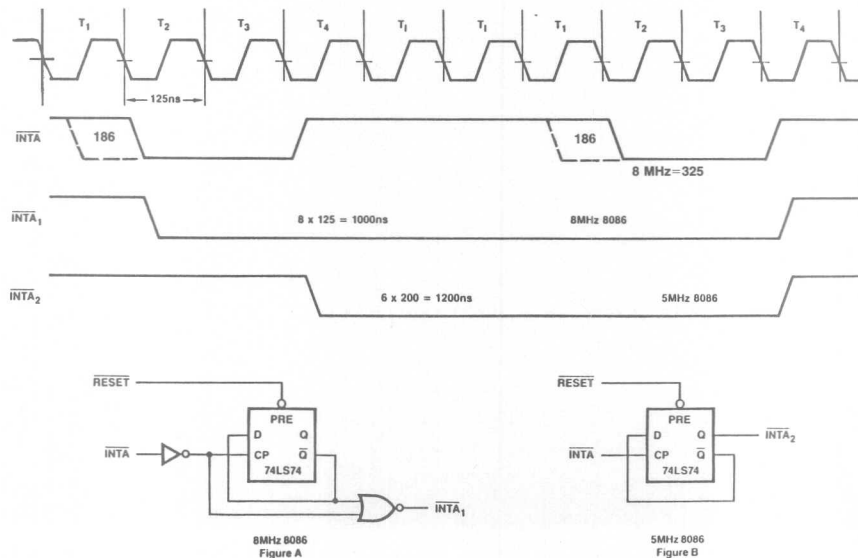 T1 T2 T3 T4 TI TI T1 T2 T3 T4
125ns
INTA 186 186
8 MHz=325
INTA1 8 x 125 = 1000ns 8MHz 8086
INTA2 6 x 200 = 1200ns 5MHz 8086
RESET RESET
PRE PRE
D Q D Q INTA2
INTA CP Q INTA CP Q
74LS74 74LS74
INTA1
8MHz 8086 5MHz 8086
Figure A Figure B